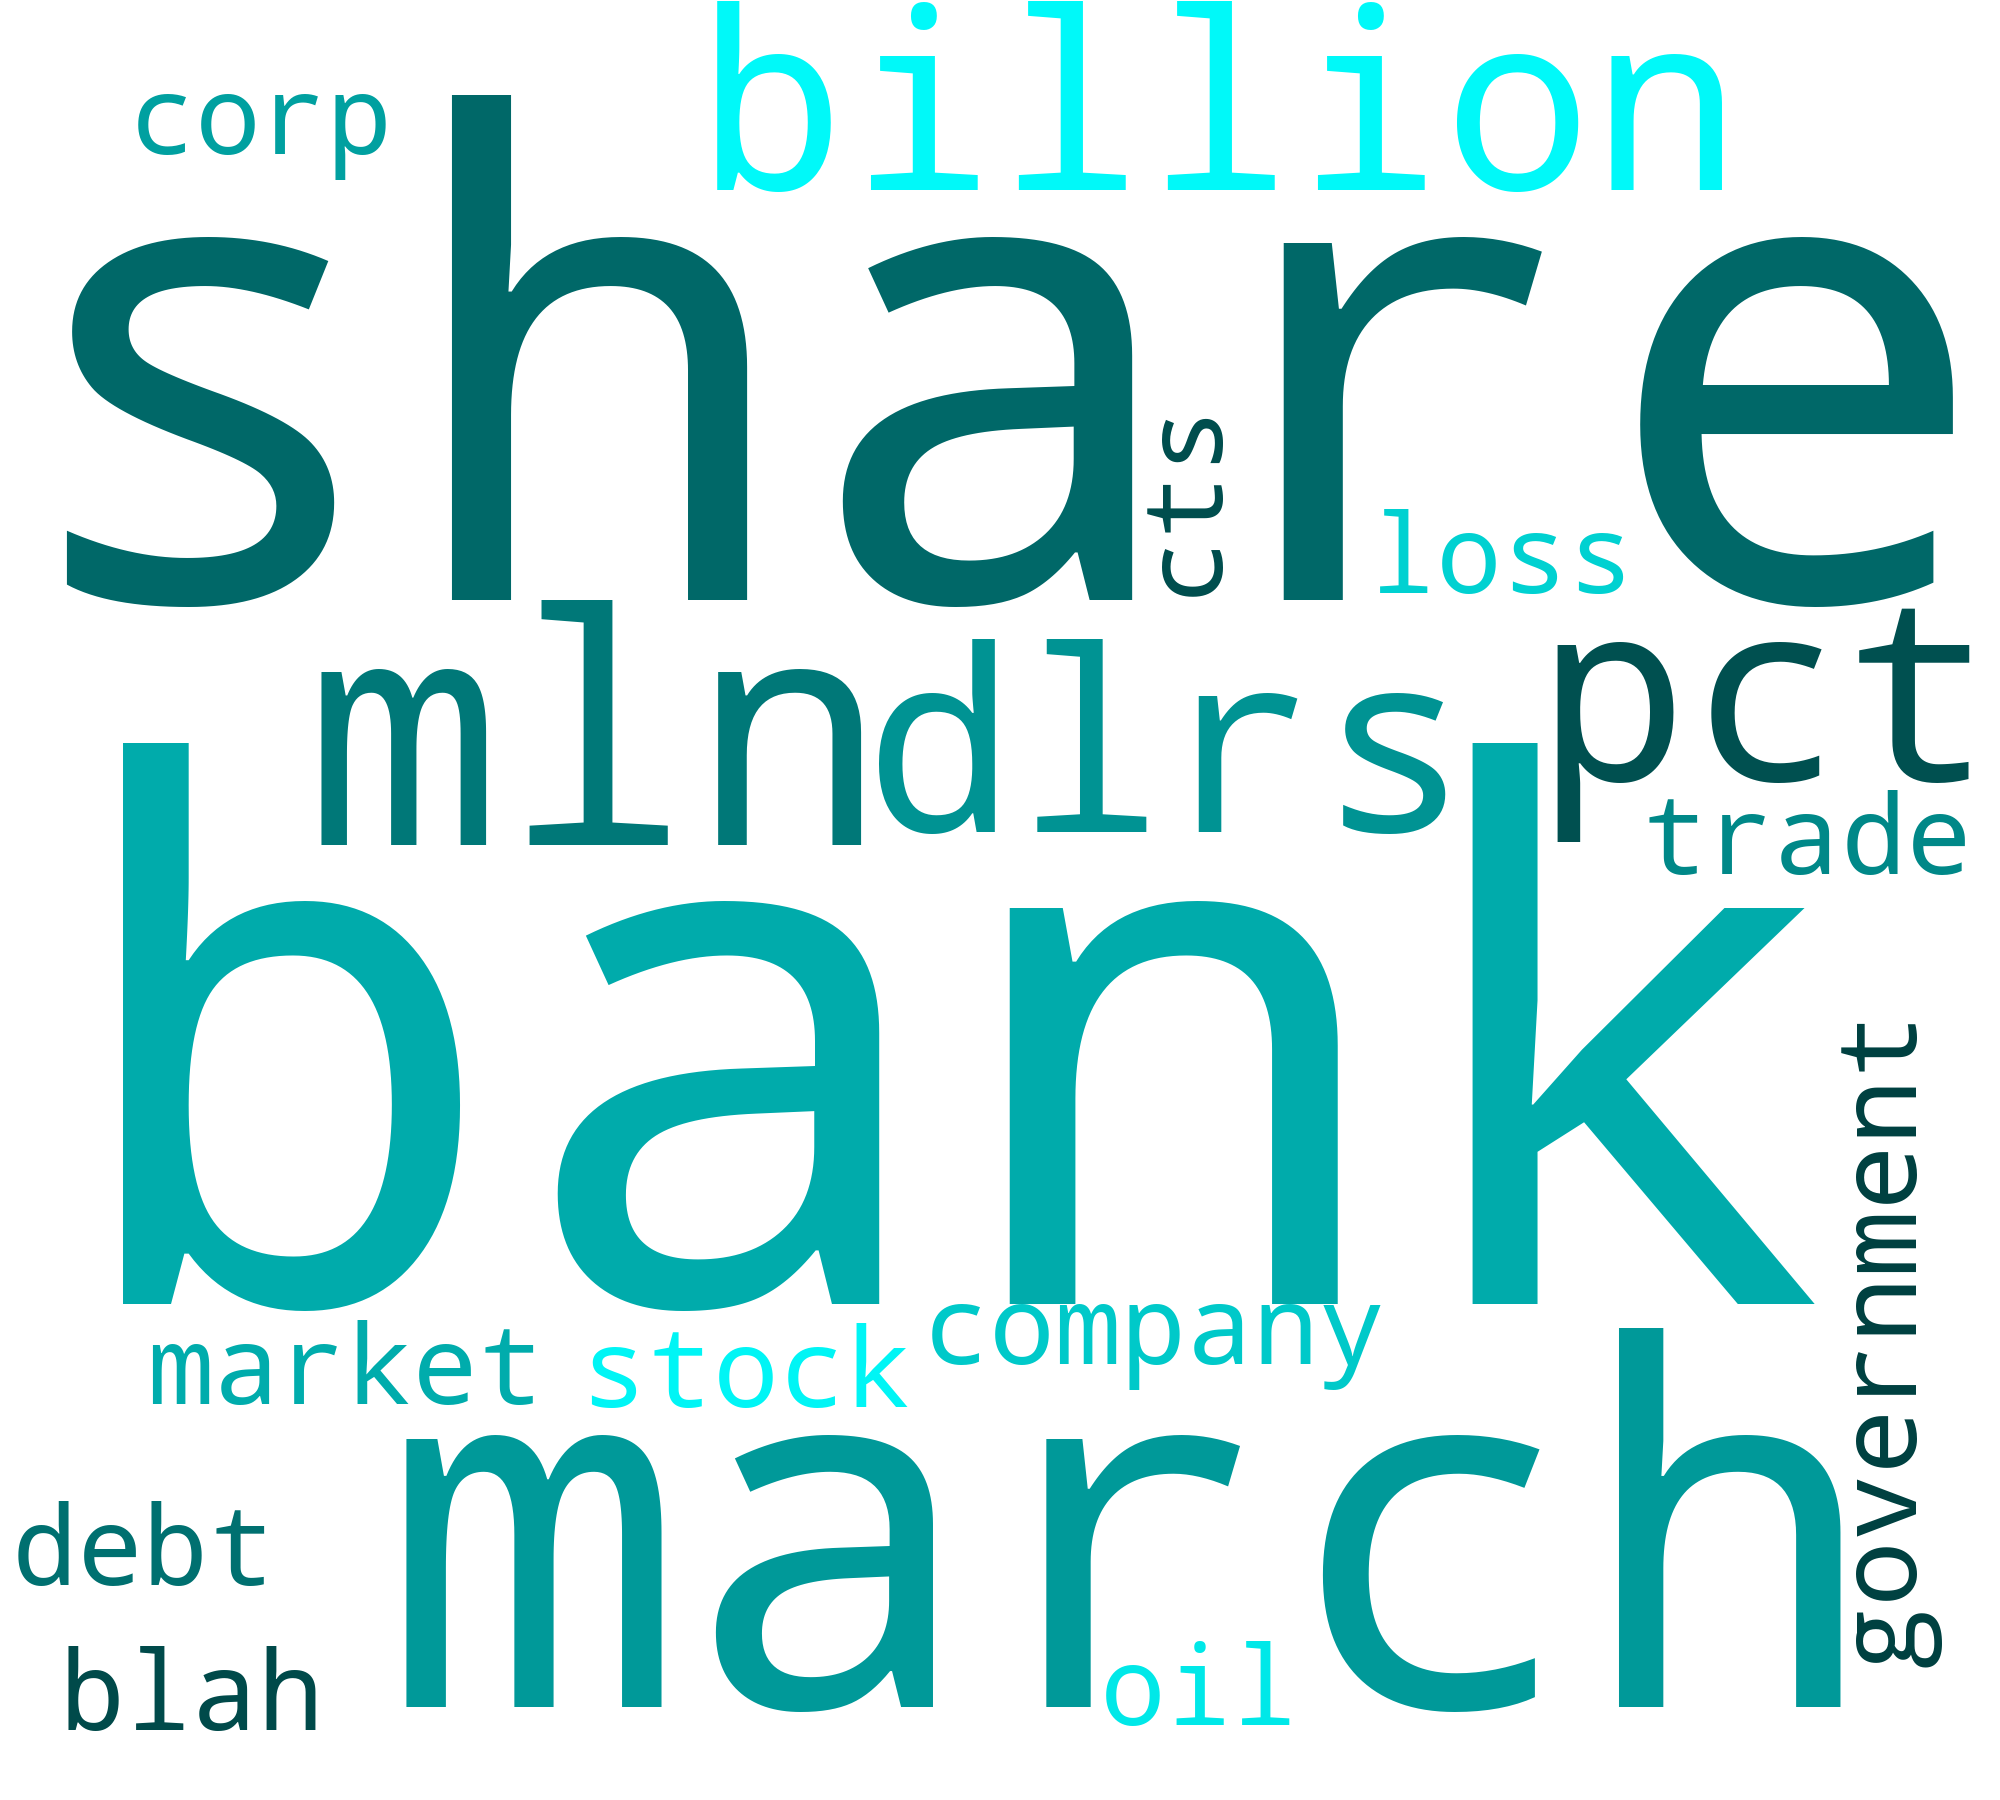 billion
corp
share
cts
loss
mln
dlrs
pct
trade
bank
government
market
stock
company
march
debt
blah
oil